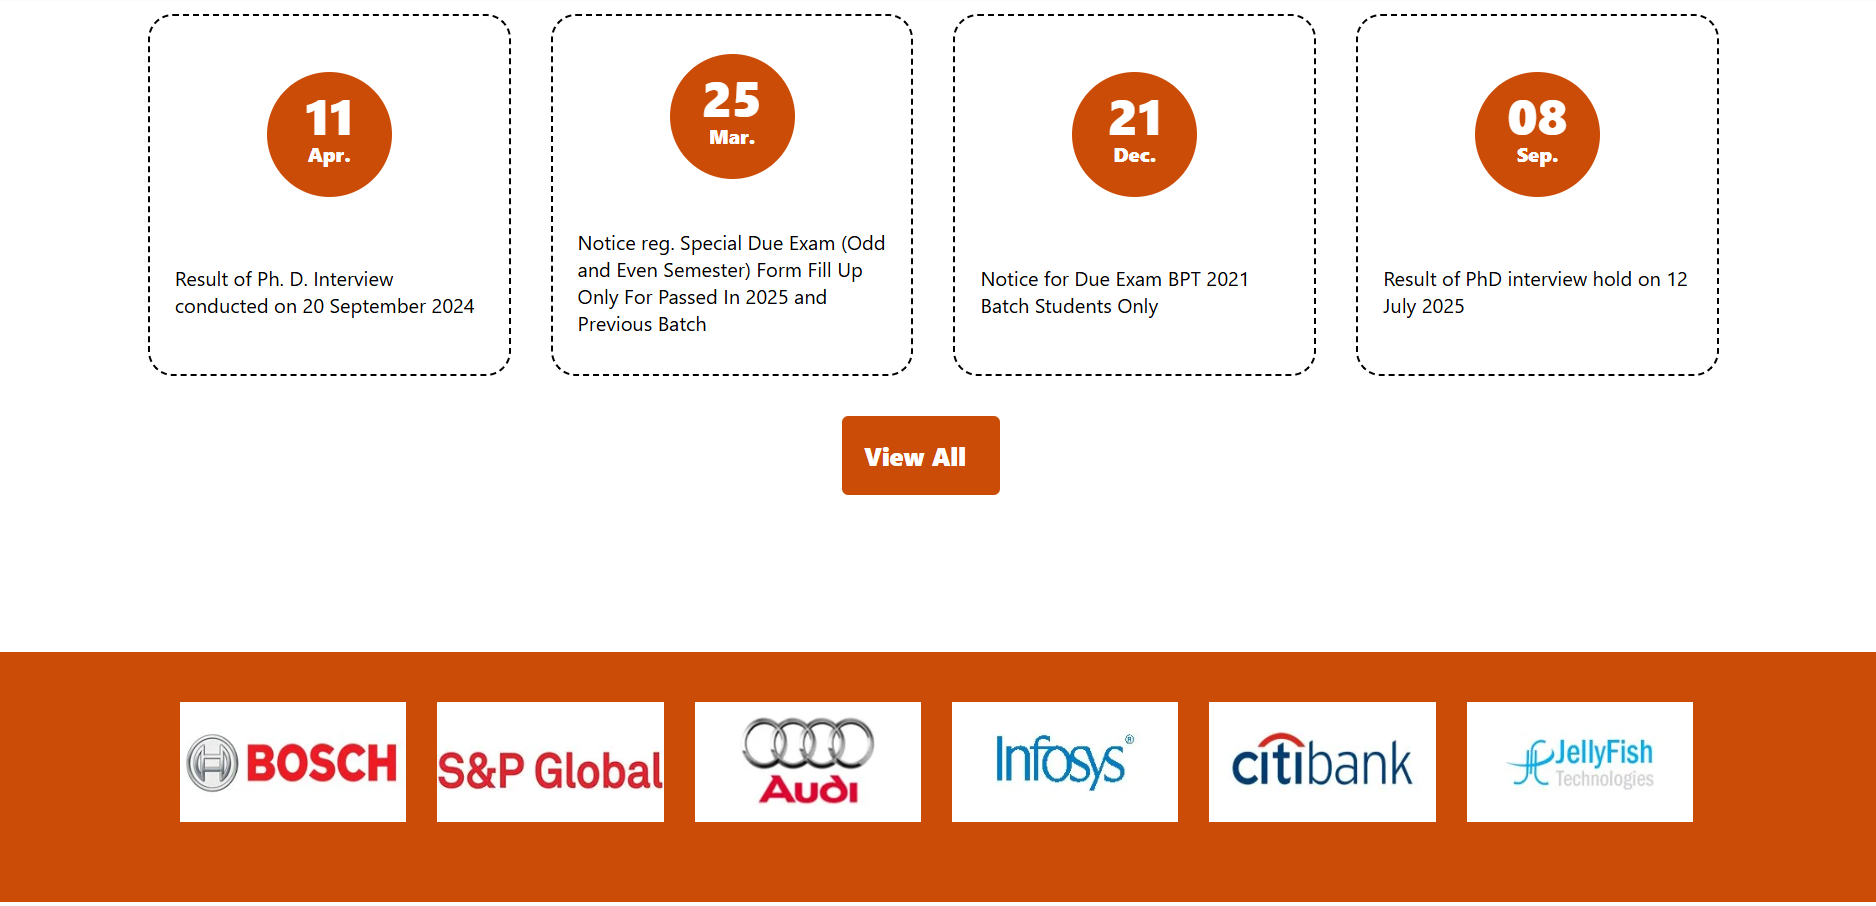 11
Apr.
Result of Ph. D. Interview
conducted on 20 September 2024
25
Mar.
Notice reg. Special Due Exam (Odd
and Even Semester) Form Fill Up
Only For Passed In 2025 and
Previous Batch
21
Dec.
Notice for Due Exam BPT 2021
Batch Students Only
08
Sep.
Result of PhD interview hold on 12
July 2025
View All
BOSCH
S&P Global
Audi
Infosys®
citibank
JellyFish
Technologies